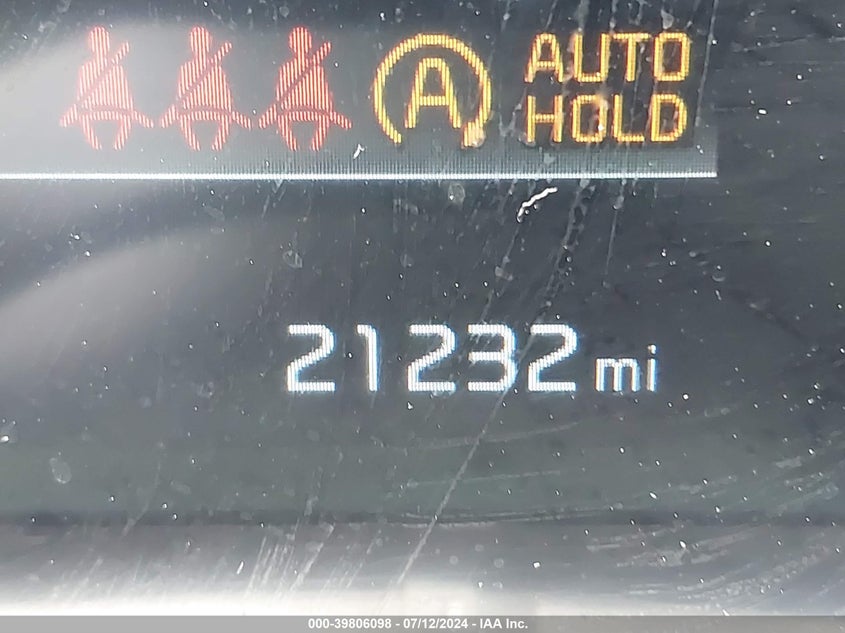 A
AUTO
HOLD
21232 mi
000-39806098 - 07/12/2024 - IAA Inc.